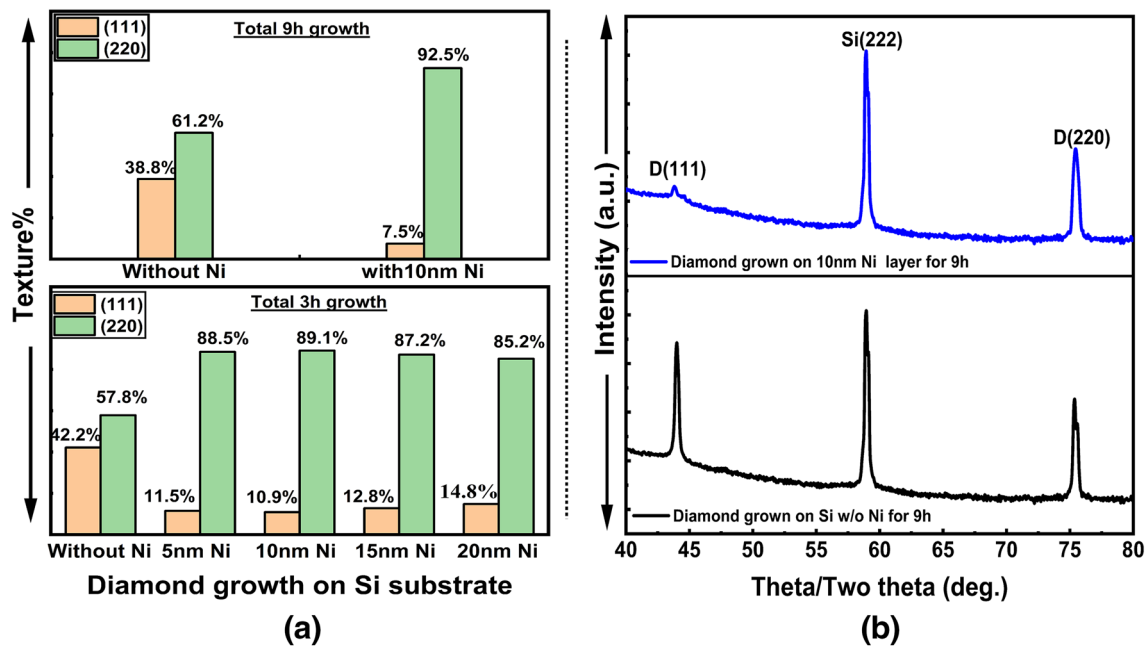 Texture%
(111)
(220)
Total 9h growth
38.8%
61.2%
7.5%
92.5%
Without Ni
with10nm Ni
(111)
(220)
Total 3h growth
42.2%
57.8%
11.5%
88.5%
10.9%
89.1%
12.8%
87.2%
14.8%
85.2%
Without Ni 5nm Ni 10nm Ni 15nm Ni 20nm Ni
Diamond growth on Si substrate
(a)
Intensity (a.u.)
D(111)
Si(222)
D(220)
Diamond grown on 10nm Ni layer for 9h
Diamond grown on Si w/o Ni for 9h
40 45 50 55 60 65 70 75 80
Theta/Two theta (deg.)
(b)